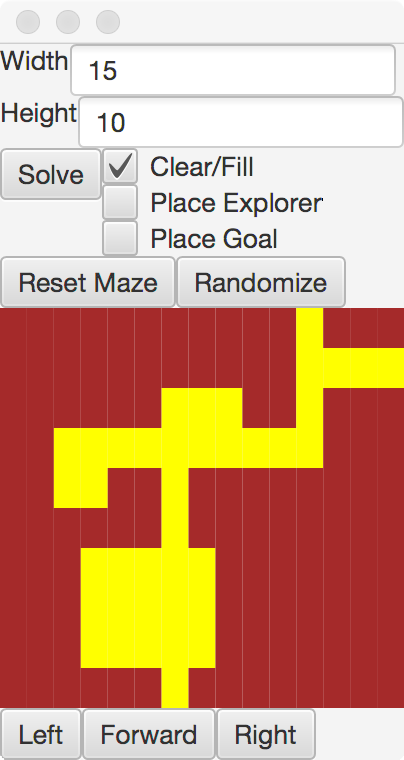 Width 15
Height 10
Solve Clear/Fill
Place Explorer
Place Goal
Reset Maze Randomize
Left Forward Right